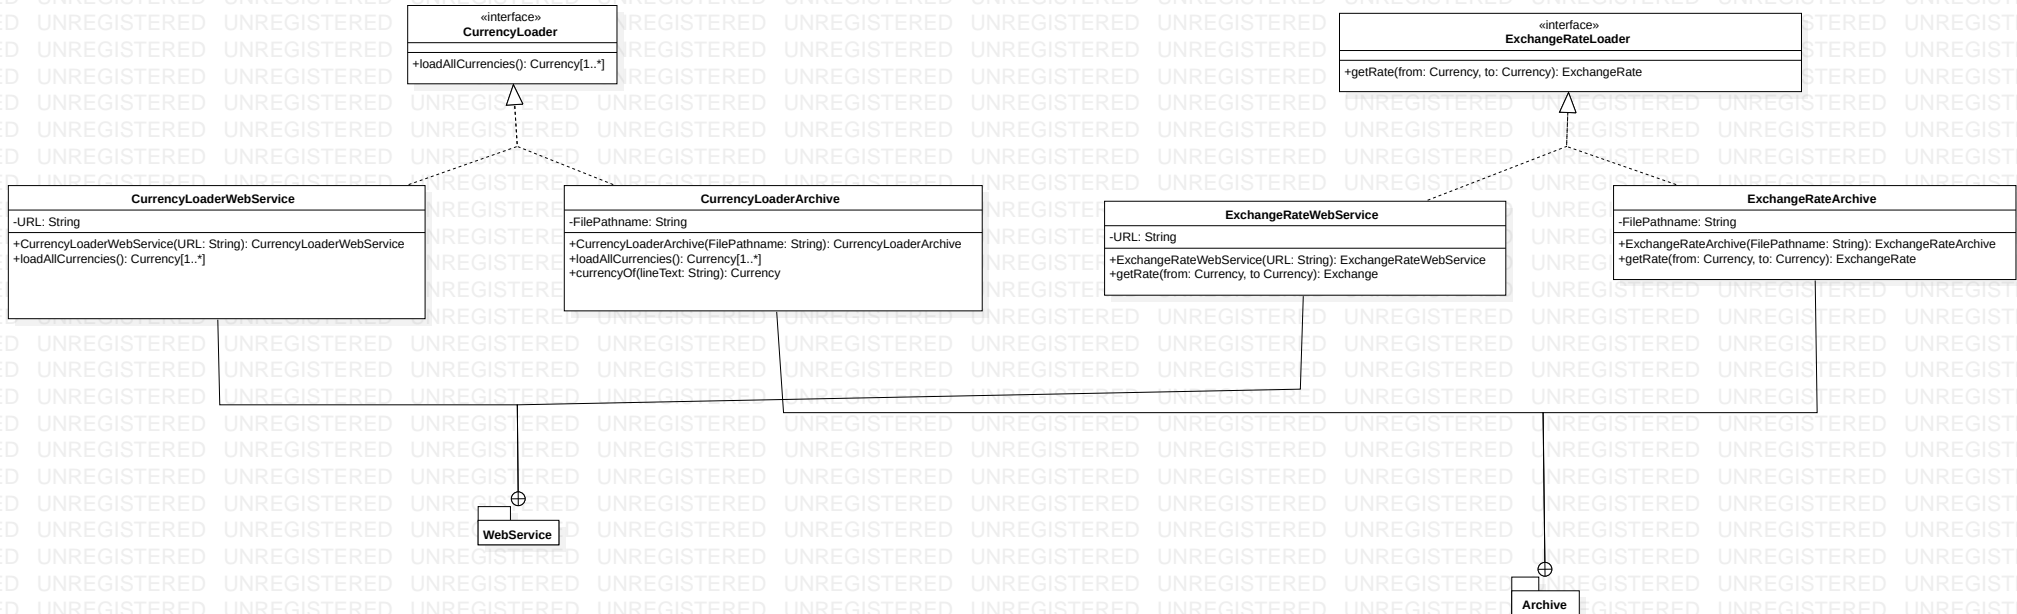 «interface»
CurrencyLoader
+loadAllCurrencies(): Currency[1..*]
«interface»
ExchangeRateLoader
+getRate(from: Currency, to: Currency): ExchangeRate
CurrencyLoaderWebService
-URL: String
+CurrencyLoaderWebService(URL: String): CurrencyLoaderWebService
+loadAllCurrencies(): Currency[1..*]
CurrencyLoaderArchive
-FilePathname: String
+CurrencyLoaderArchive(FilePathname: String): CurrencyLoaderArchive
+loadAllCurrencies(): Currency[1..*]
+currencyOf(lineText: String): Currency
ExchangeRateWebService
-URL: String
+ExchangeRateWebService(URL: String): ExchangeRateWebService
+getRate(from: Currency, to Currency): Exchange
ExchangeRateArchive
-FilePathname: String
+ExchangeRateArchive(FilePathname: String): ExchangeRateArchive
+getRate(from: Currency, to: Currency): ExchangeRate
WebService
Archive
UNREGISTERED